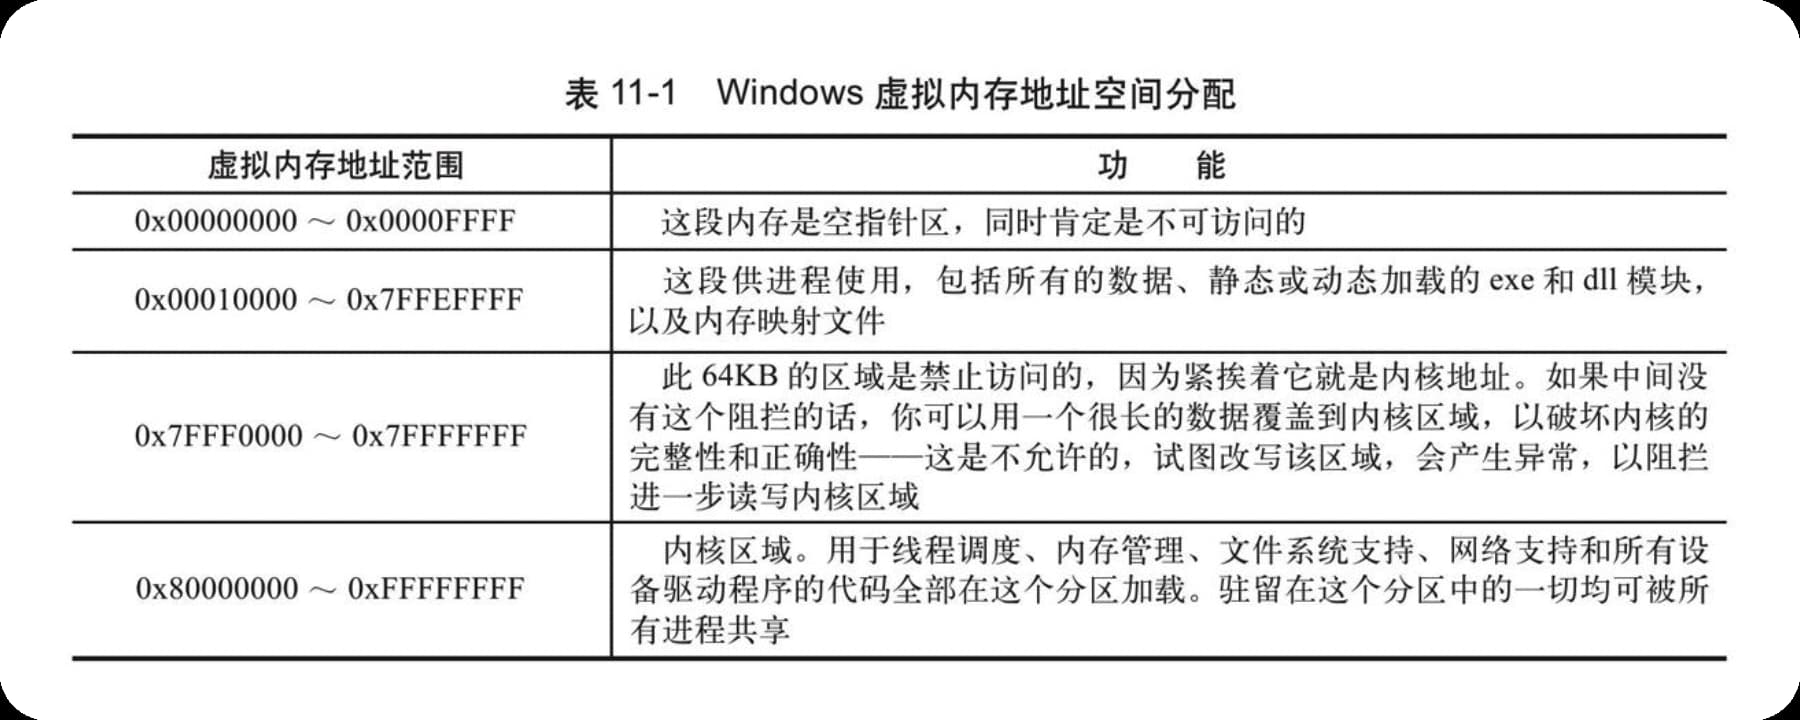 表 11-1 Windows 虚拟内存地址空间分配
虚拟内存地址范围
功 能
0x00000000 ～ 0x0000FFFF
这段内存是空指针区，同时肯定是不可访问的
0x00010000 ～ 0x7FFEFFFF
这段供进程使用，包括所有的数据、静态或动态加载的 exe 和 dll 模块，
以及内存映射文件
0x7FFF0000 ～ 0x7FFFFFFF
此 64KB 的区域是禁止访问的，因为紧挨着它就是内核地址。如果中间没
有这个阻拦的话，你可以用一个很长的数据覆盖到内核区域，以破坏内核的
完整性和正确性——这是不允许的，试图改写该区域，会产生异常，以阻拦
进一步读写内核区域
0x80000000 ～ 0xFFFFFFFF
内核区域。用于线程调度、内存管理、文件系统支持、网络支持和所有设
备驱动程序的代码全部在这个分区加载。驻留在这个分区中的一切均可被所
有进程共享